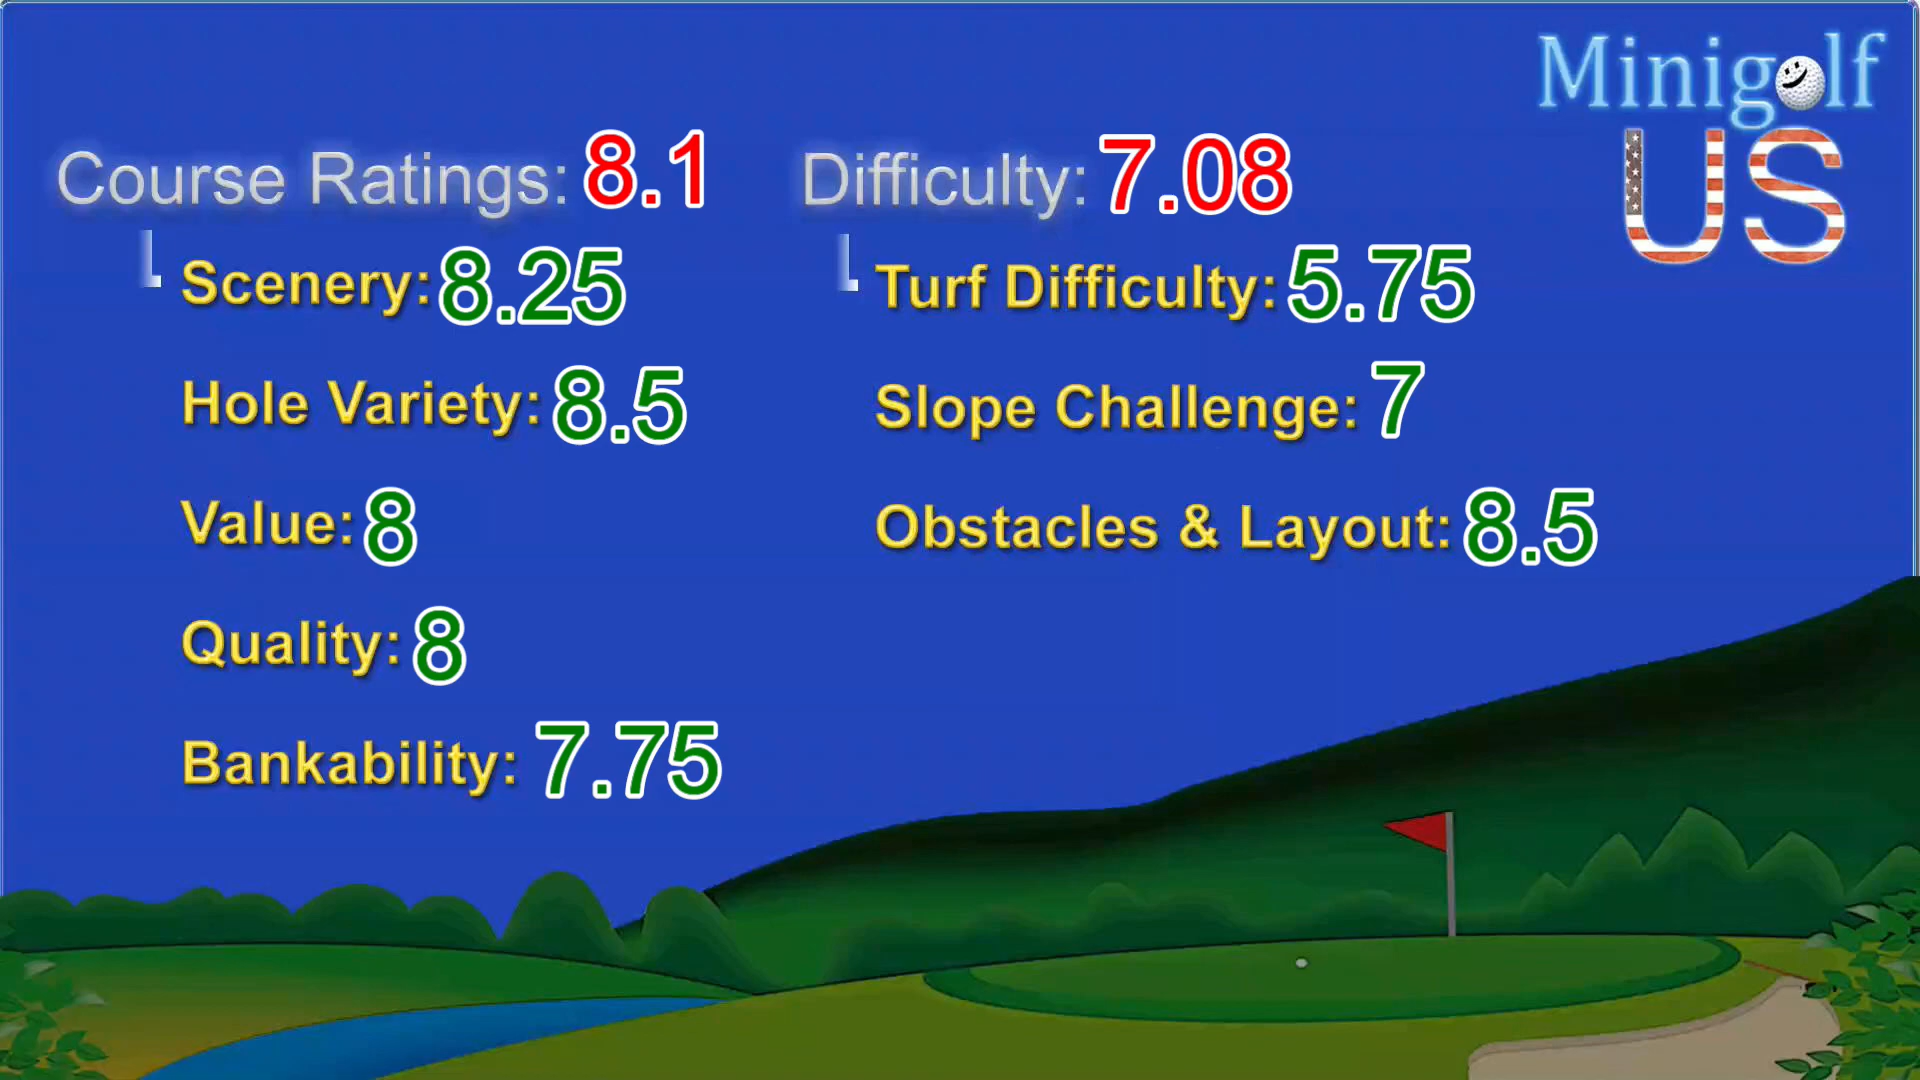 Minigolf
US
Course Ratings: 8.1
Scenery: 8.25
Hole Variety: 8.5
Value: 8
Quality: 8
Bankability: 7.75
Difficulty: 7.08
Turf Difficulty: 5.75
Slope Challenge: 7
Obstacles & Layout: 8.5